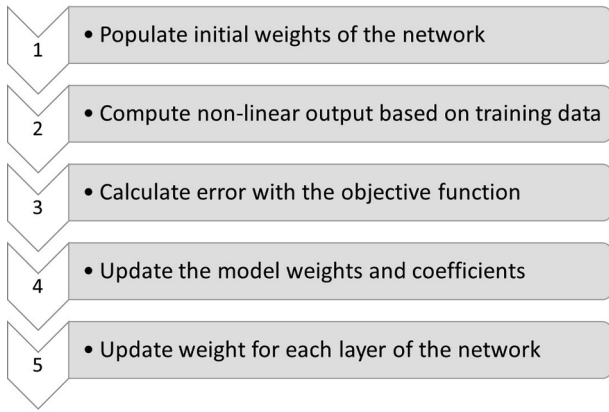 1 • Populate initial weights of the network
2 • Compute non-linear output based on training data
3 • Calculate error with the objective function
4 • Update the model weights and coefficients
5 • Update weight for each layer of the network